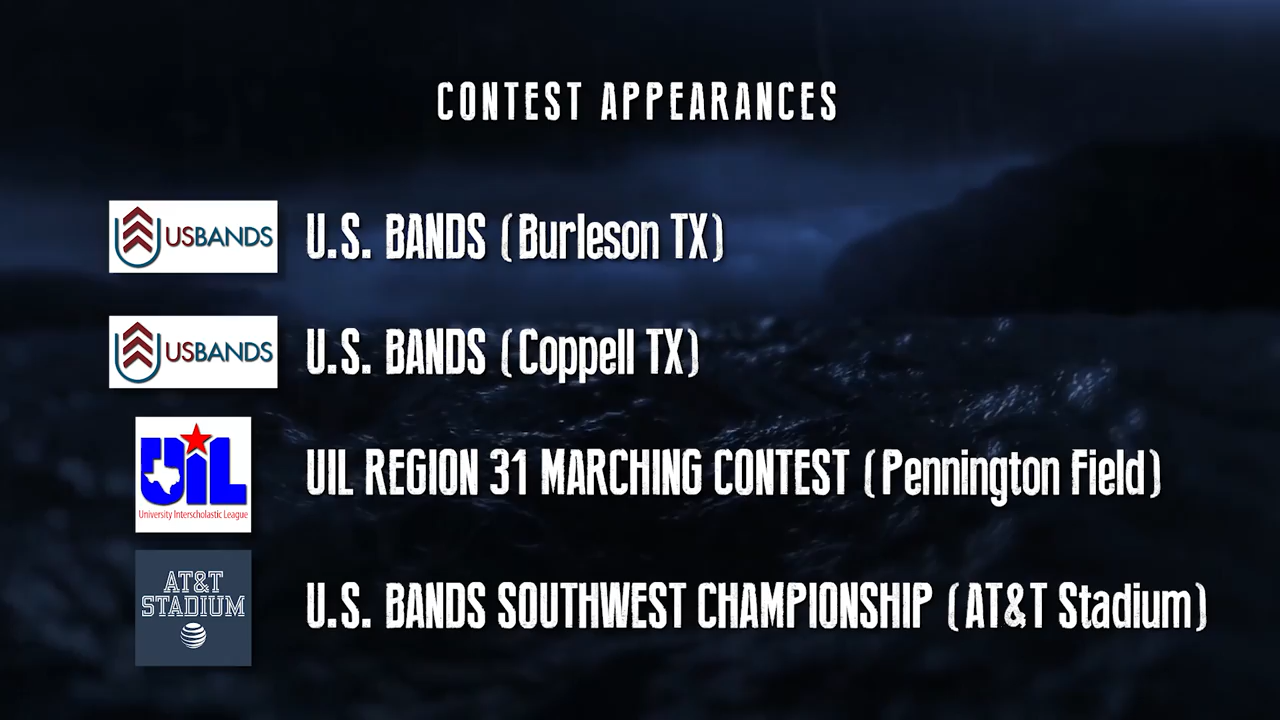 CONTEST APPEARANCES
USBANDS
U.S. BANDS (Burleson TX)
USBANDS
U.S. BANDS (Coppell TX)
UIL
University Interscholastic League
UIL REGION 31 MARCHING CONTEST (Pennington Field)
AT&T
STADIUM
U.S. BANDS SOUTHWEST CHAMPIONSHIP (AT&T Stadium)